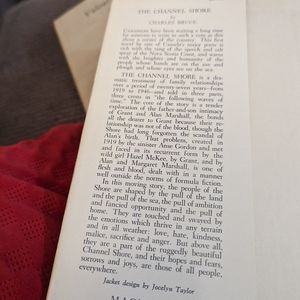 THE CHANNEL SHORE
by
CHARLES BRUCE
Unionists have been waiting a long time
for someone to write in such a vein as this
about a corner of the country. This first
novel by one of Canada's major poets is
rich with the tang of the speech and salt
spray of the Nova Scotia Coast, and grave
with the heights and humanity of the
people whose hands are on the nets and
plough and whose eyes are on the sea.
THE CHANNEL SHORE is a dra-
matic treatment of family relationships
over a period of twenty-seven years—from
1919 to 1946—and told in three parts,
three crests in "the following waves of
time." The core of the story is a tender
exploration of the father-and-son intimacy
of Grant and Alan Marshall, the bonds
all the dearer to Grant because their re-
lationship was not of the blood, though the
Shore had long forgotten the scandal of
Alan's birth. That problem, created in
1919 by the sinister Anse Gordon and met
and faced in its recurrent form by the
wild girl Hazel McKee, by Grant, and by
Alan and Margaret Marshall, is one of
flesh and blood, dealt with in a manner
well outside the norms of formula fiction.
In this moving story, the people of the
Shore are shaped by the pull of the land
and the pull of the sea, the pull of ambition
and fancied opportunity and the pull of
home. They are touched and swayed by
the emotions which thrive in any terrain
and in all weather: love, hate, kindness,
malice, sacrifice and anger. But above all,
they are a part of the ruggedly beautiful
Channel Shore, and their hopes and fears,
sorrows and joys, are those of all people,
everywhere.
Jacket design by Jocelyn Taylor